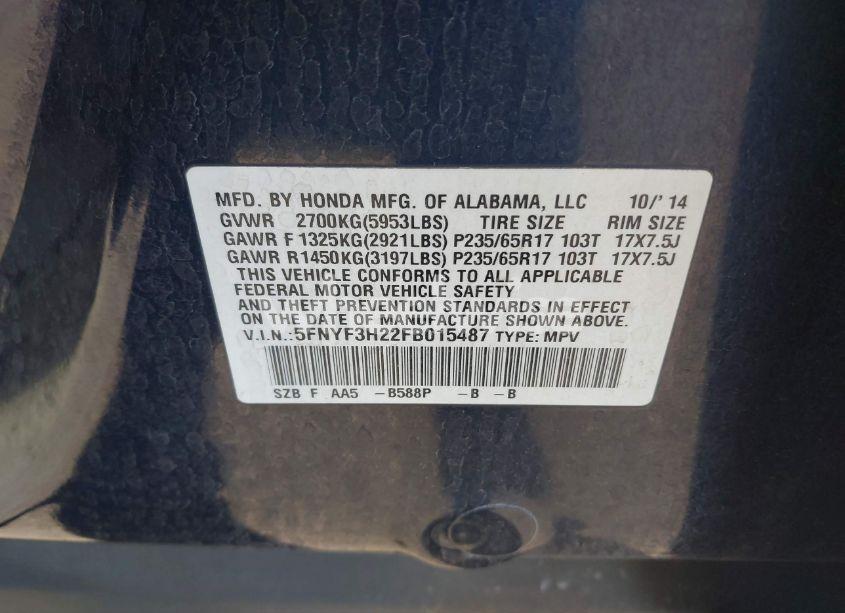 MFD. BY HONDA MFG. OF ALABAMA, LLC 10/' 14
GVWR 2700KG(5953LBS) TIRE SIZE RIM SIZE
GAWR F 1325KG(2921LBS) P235/65R17 103T 17X7.5J
GAWR R1450KG(3197LBS) P235/65R17 103T 17X7.5J
THIS VEHICLE CONFORMS TO ALL APPLICABLE
FEDERAL MOTOR VEHICLE SAFETY
AND THEFT PREVENTION STANDARDS IN EFFECT
ON THE DATE OF MANUFACTURE SHOWN ABOVE.
V.I.N.:5FNYF3H22FB015487 TYPE: MPV
SZB F AA5 -B588P -B -B